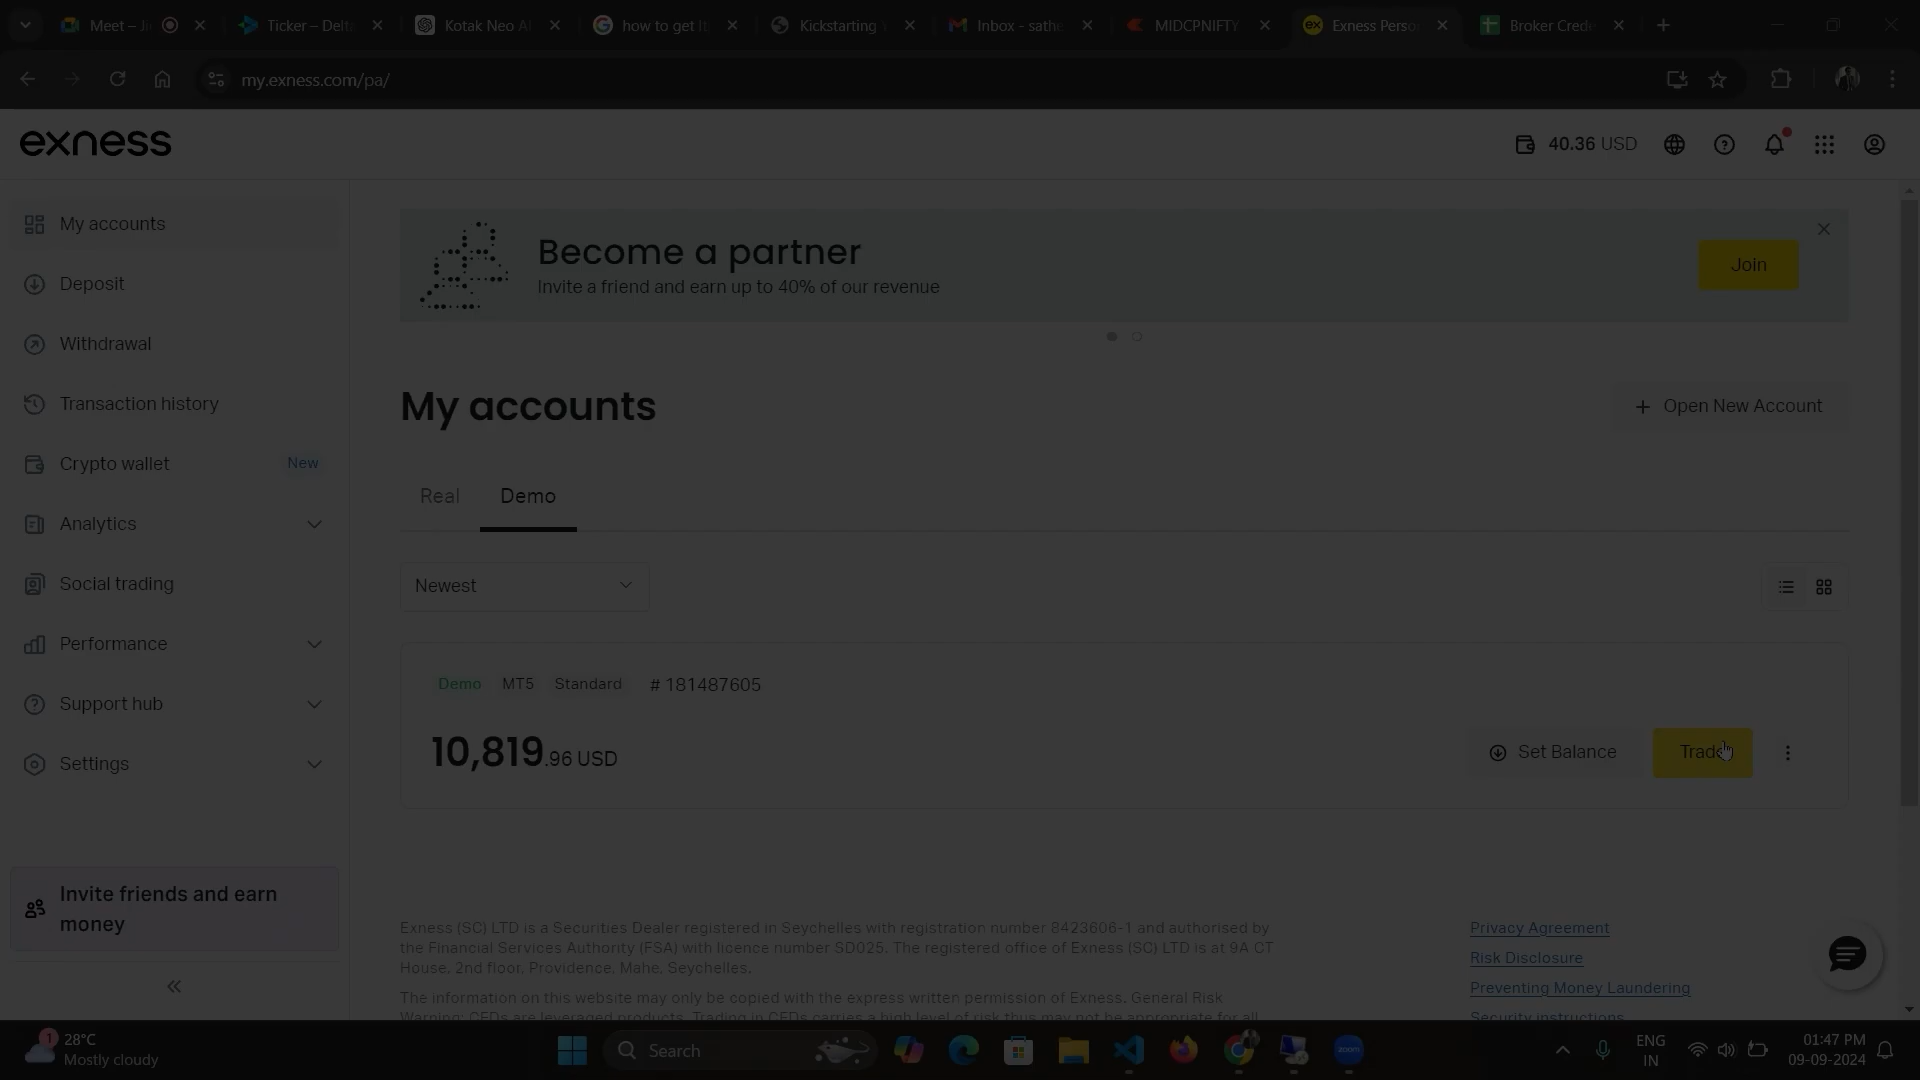 Meet – Ji
Ticker – Delta
Kotak Neo A
how to get lt
Kickstarting
Inbox - sathe
MIDCPNIFTY
Exness Perso
Broker Crede
my.exness.com/pa/
exness
40.36 USD
My accounts
Deposit
Withdrawal
Transaction history
Crypto wallet
New
Analytics
Social trading
Performance
Support hub
Settings
Invite friends and earn
money
Become a partner
Invite a friend and earn up to 40% of our revenue
Join
My accounts
Open New Account
Real
Demo
Newest
Demo
MT5
Standard
# 181487605
10,819.96 USD
Set Balance
Trade
Exness (SC) LTD is a Securities Dealer registered in Seychelles with registration number 8423606-1 and authorised by
the Financial Services Authority (FSA) with licence number SD025. The registered office of Exness (SC) LTD is at 9A CT
House, 2nd floor, Providence, Mahe, Seychelles.
The information on this website may only be copied with the express written permission of Exness. General Risk
Warning: CFDs are leveraged products. Trading in CFDs carries a high level of risk thus may not be appropriate for all
Privacy Agreement
Risk Disclosure
Preventing Money Laundering
Security instructions
1
28°C
Mostly cloudy
Search
zoom
ENG
IN
01:47 PM
09-09-2024